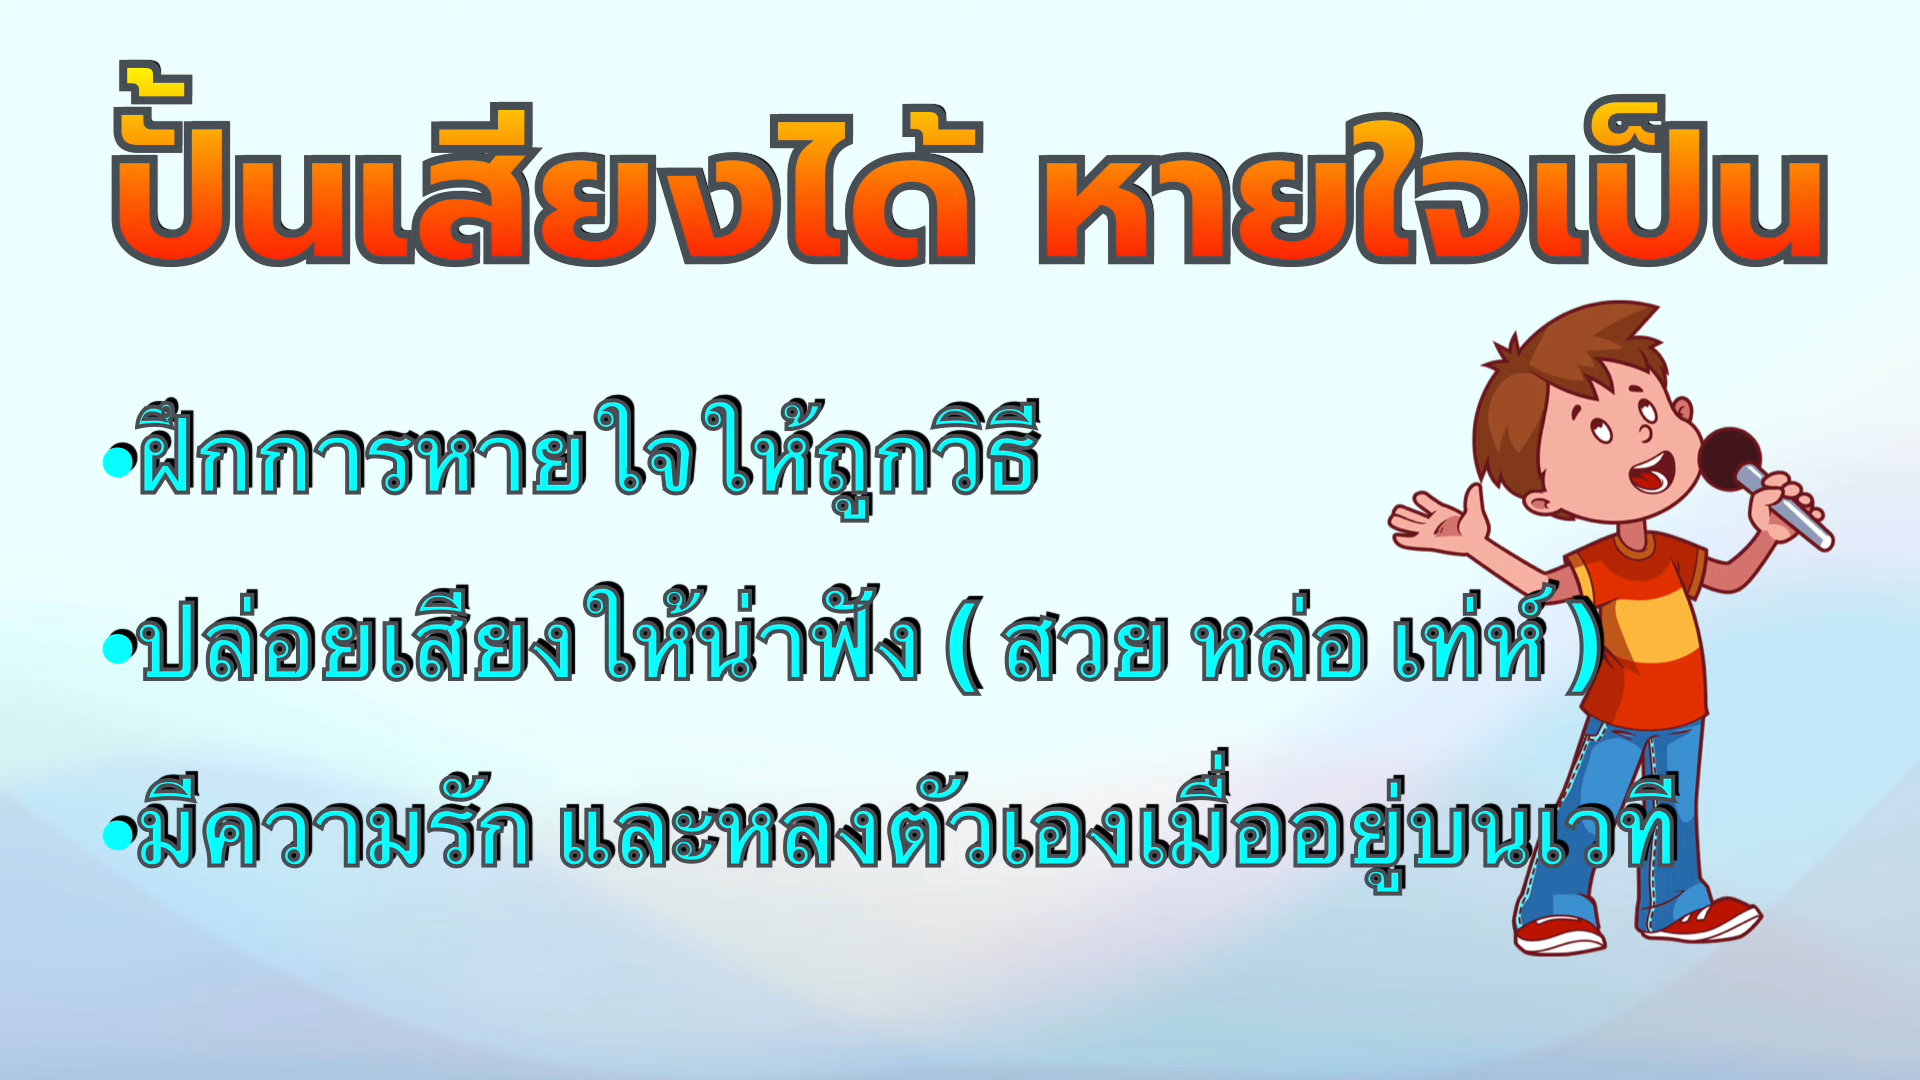 ปั้นเสียงได้ หายใจเป็น
•ฝึกการหายใจให้ถูกวิธี
•ปล่อยเสียงให้น่าฟัง ( สวย หล่อ เท่ห์ )
•มีความรัก และหลงตัวเองเมื่ออยู่บนเวที